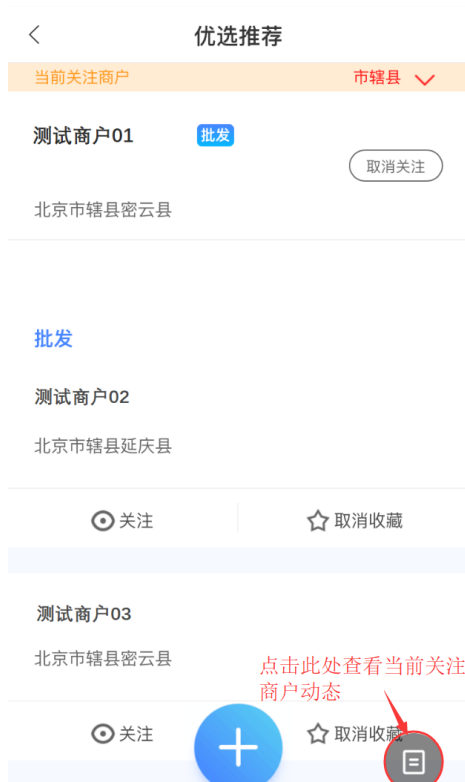 优选推荐
当前关注商户 市辖县
测试商户01 批发
取消关注
北京市辖县密云县
批发
测试商户02
北京市辖县延庆县
关注 取消收藏
测试商户03
北京市辖县密云县
点击此处查看当前关注
商户动态
关注 取消收藏